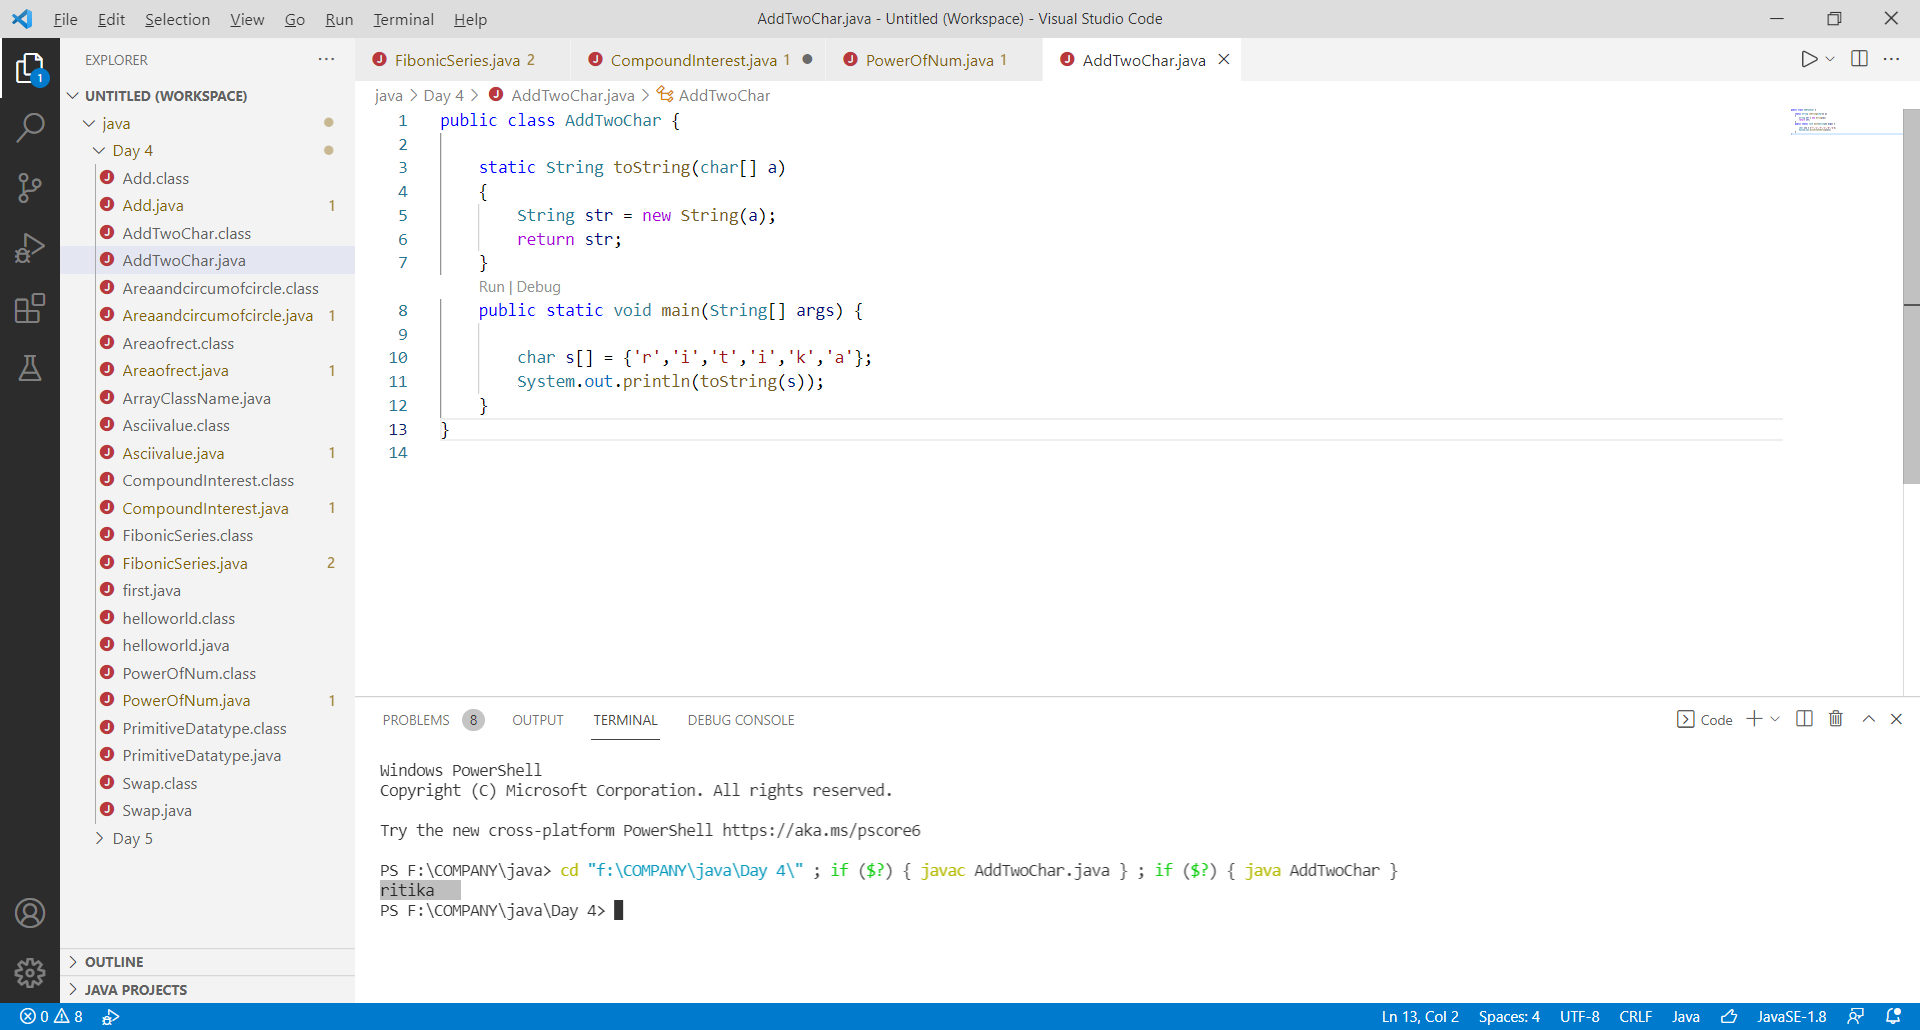 File Edit Selection View Go Run Terminal Help
AddTwoChar.java - Untitled (Workspace) - Visual Studio Code
1
EXPLORER
UNTITLED (WORKSPACE)
java
Day 4
Add.class
Add.java 1
AddTwoChar.class
AddTwoChar.java
Areaandcircumofcircle.class
Areaandcircumofcircle.java 1
Areaofrect.class
Areaofrect.java 1
ArrayClassName.java
Asciivalue.class
Asciivalue.java 1
CompoundInterest.class
CompoundInterest.java 1
FibonicSeries.class
FibonicSeries.java 2
first.java
helloworld.class
helloworld.java
PowerOfNum.class
PowerOfNum.java 1
PrimitiveDatatype.class
PrimitiveDatatype.java
Swap.class
Swap.java
Day 5
OUTLINE
JAVA PROJECTS
FibonicSeries.java 2
CompoundInterest.java 1
PowerOfNum.java 1
AddTwoChar.java
java > Day 4 > AddTwoChar.java > AddTwoChar
1 public class AddTwoChar {
2
3 static String toString(char[] a)
4 {
5 String str = new String(a);
6 return str;
7 }
Run | Debug
8 public static void main(String[] args) {
9
10 char s[] = {'r','i','t','i','k','a'};
11 System.out.println(toString(s));
12 }
13 }
14
PROBLEMS 8 OUTPUT TERMINAL DEBUG CONSOLE
Code
Windows PowerShell
Copyright (C) Microsoft Corporation. All rights reserved.
Try the new cross-platform PowerShell https://aka.ms/pscore6
PS F:\COMPANY\java> cd "f:\COMPANY\java\Day 4\" ; if ($?) { javac AddTwoChar.java } ; if ($?) { java AddTwoChar }
ritika
PS F:\COMPANY\java\Day 4>
0 8
Ln 13, Col 2 Spaces: 4 UTF-8 CRLF Java JavaSE-1.8